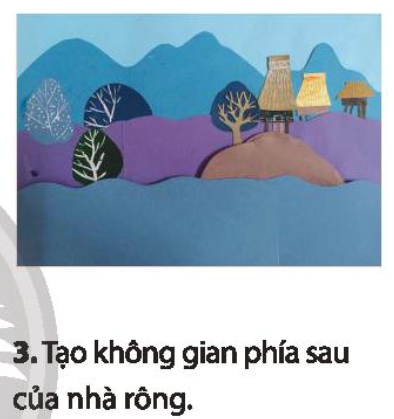 3. Tạo không gian phía sau
của nhà rông.